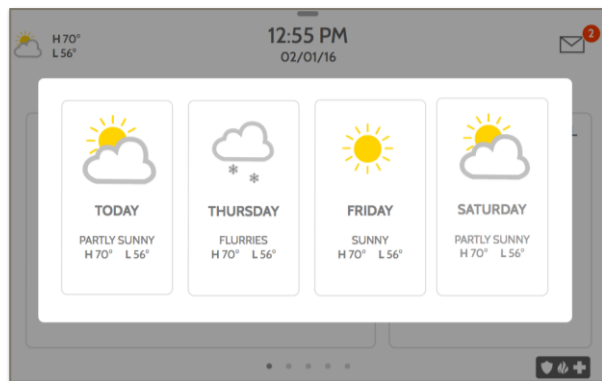 H 70°
L 56°
12:55 PM
02/01/16
2
TODAY
PARTLY SUNNY
H 70° L 56°
THURSDAY
FLURRIES
H 70° L 56°
FRIDAY
SUNNY
H 70° L 56°
SATURDAY
PARTLY SUNNY
H 70° L 56°